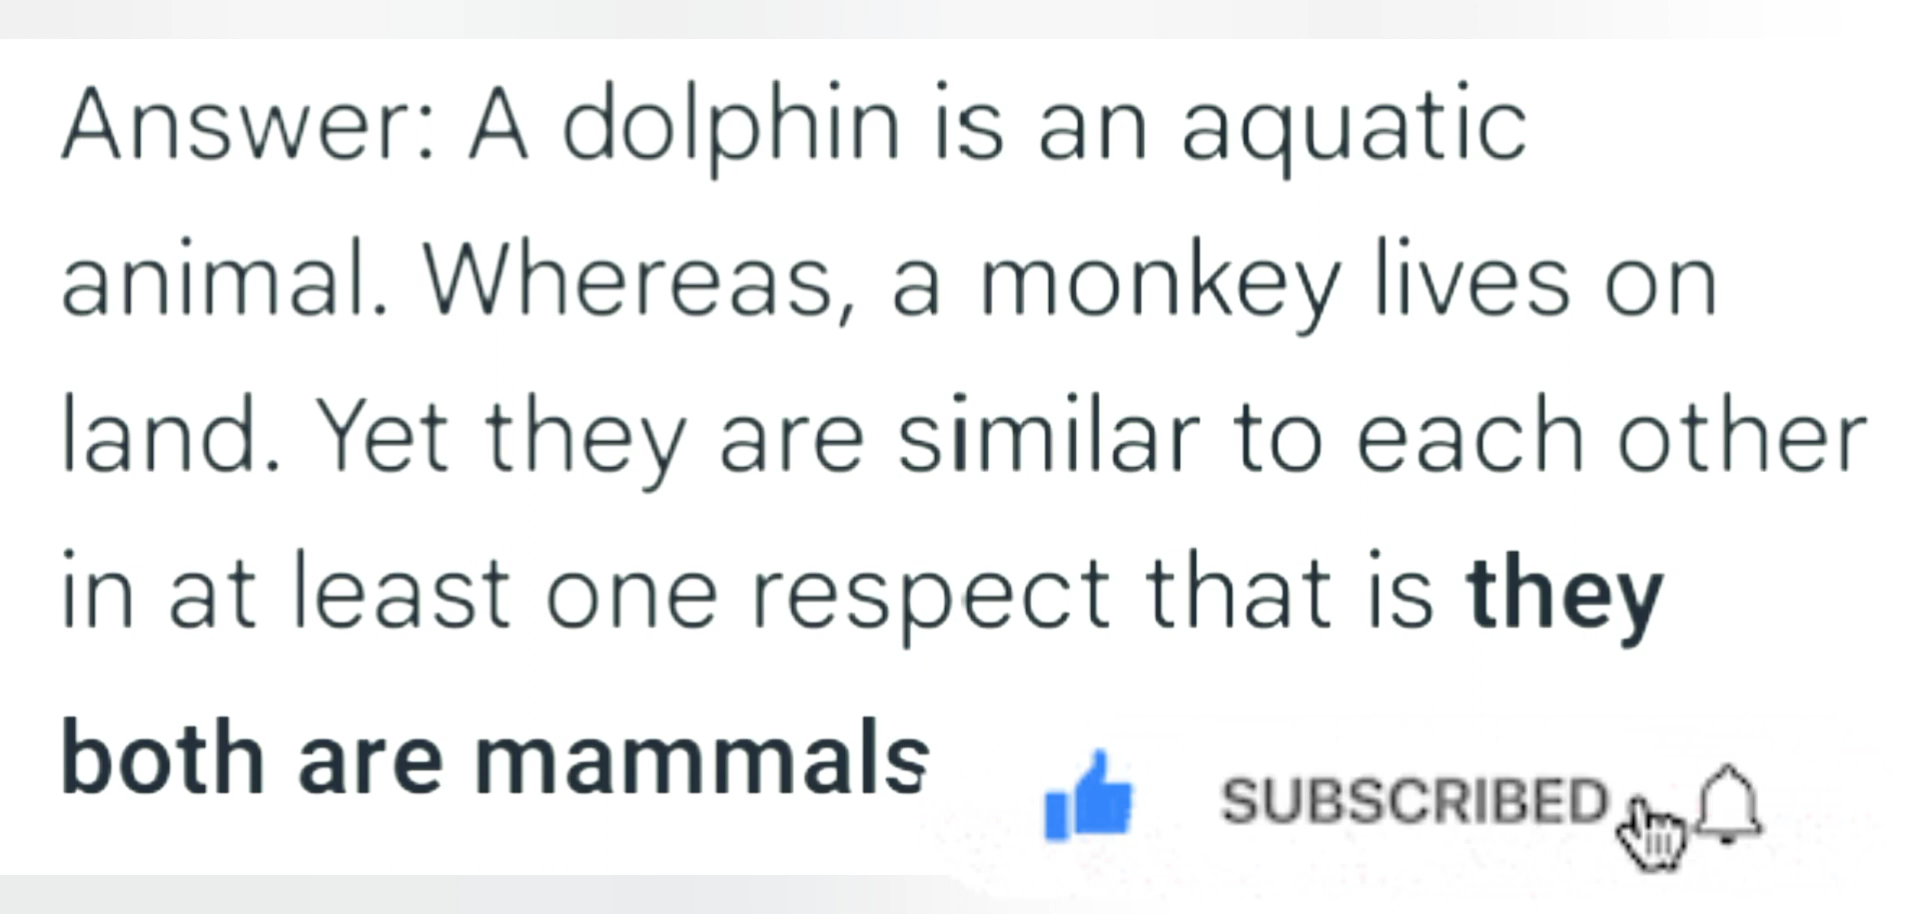 Answer: A dolphin is an aquatic
animal. Whereas, a monkey lives on
land. Yet they are similar to each other
in at least one respect that is they
both are mammals
SUBSCRIBED